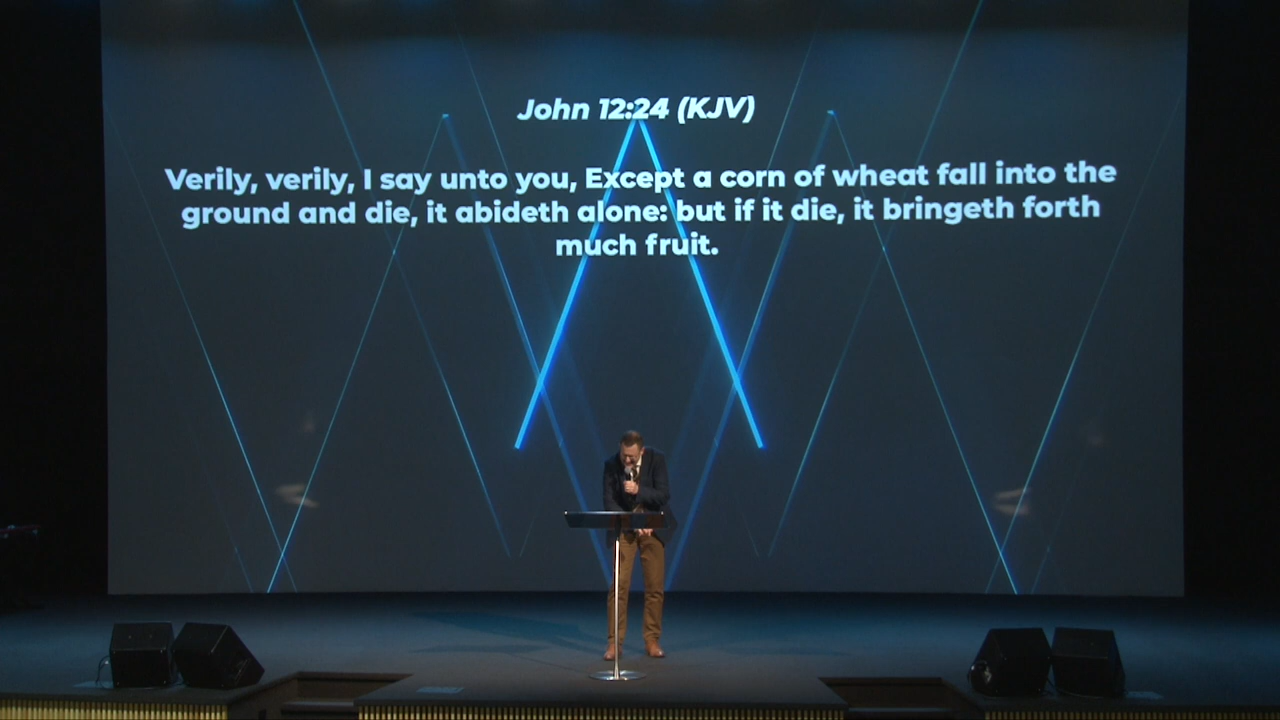 John 12:24 (KJV)
Verily, verily, I say unto you, Except a corn of wheat fall into the
ground and die, it abideth alone: but if it die, it bringeth forth
much fruit.